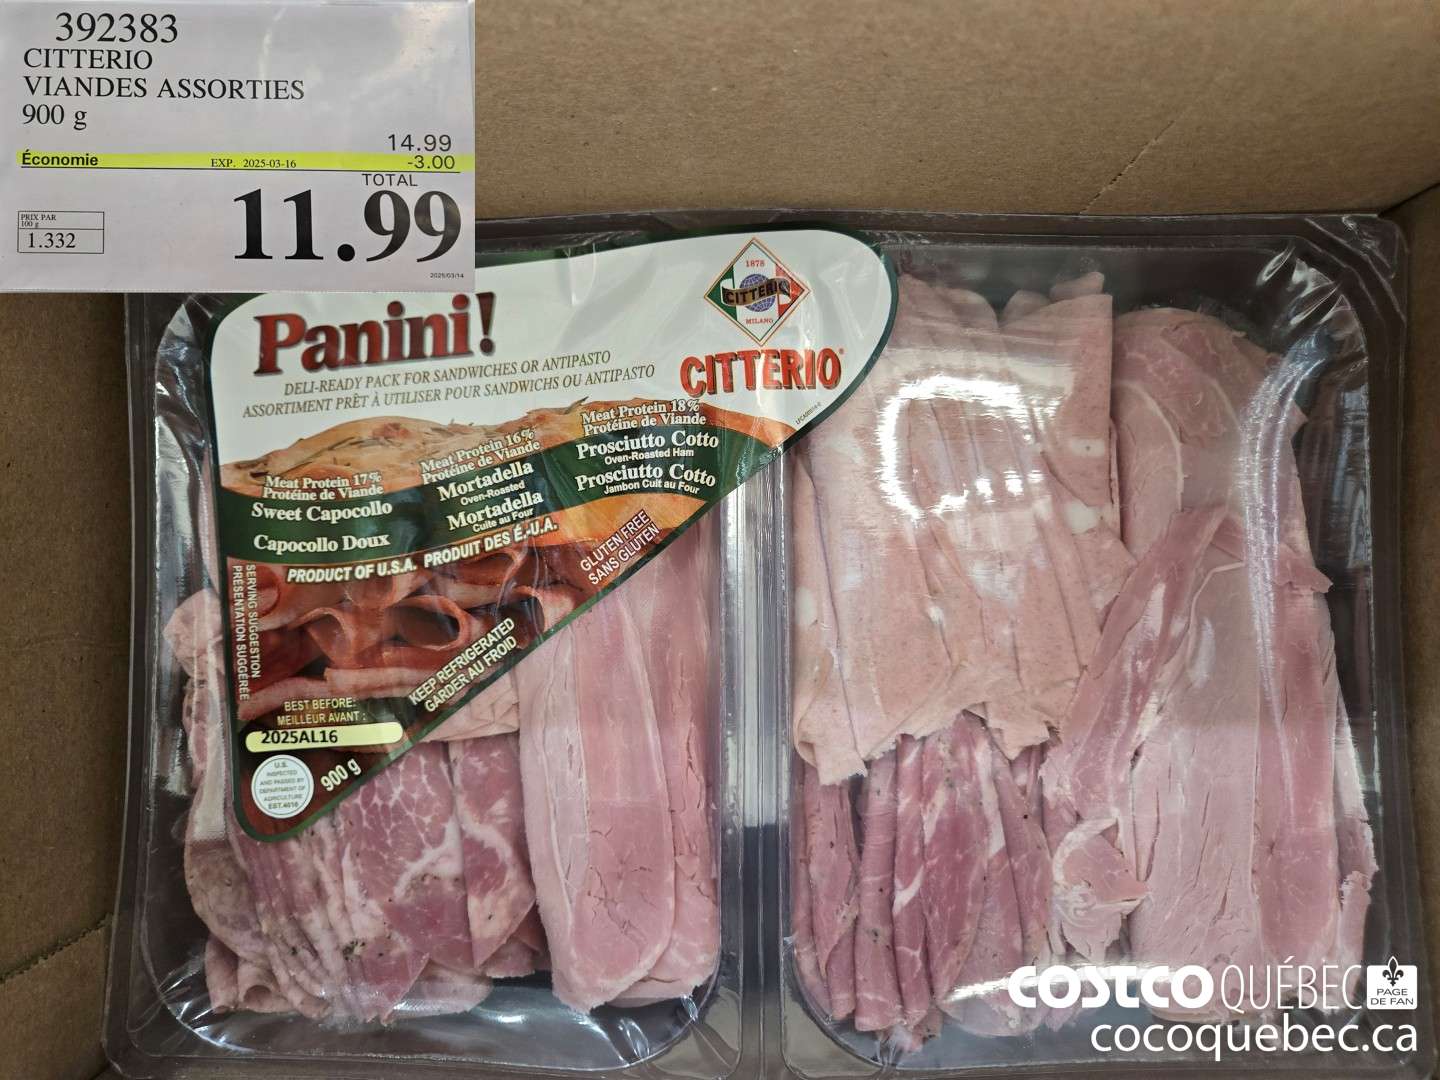 392383
CITTERIO
VIANDES ASSORTIES
900 g
14.99
Économie EXP. 2025-03-16 -3.00
TOTAL
11.99
PRIX PAR
100 g
1.332
2025/03/14
1878
CITTERIO
MILANO
Panini!
CITTERIO®
DELI-READY PACK FOR SANDWICHES OR ANTIPASTO
ASSORTIMENT PRÊT À UTILISER POUR SANDWICHS OU ANTIPASTO
Meat Protein 17%
Protéine de Viande
Sweet Capocollo
Capocollo Doux
Meat Protein 16%
Protéine de Viande
Mortadella
Oven-Roasted
Mortadella
Cuite au Four
Meat Protein 18%
Protéine de Viande
Prosciutto Cotto
Oven-Roasted Ham
Prosciutto Cotto
Jambon Cuit au Four
PRODUCT OF U.S.A. PRODUIT DES É.-U.A.
GLUTEN FREE
SANS GLUTEN
SERVING SUGGESTION
PRÉSENTATION SUGGÉRÉE
KEEP REFRIGERATED
GARDER AU FROID
BEST BEFORE:
MEILLEUR AVANT :
2025AL16
U.S.
INSPECTED
AND PASSED BY
DEPARTMENT OF
AGRICULTURE
EST.4016
900 g
COSTCO QUÉBEC
PAGE
DE FAN
cocoquebec.ca